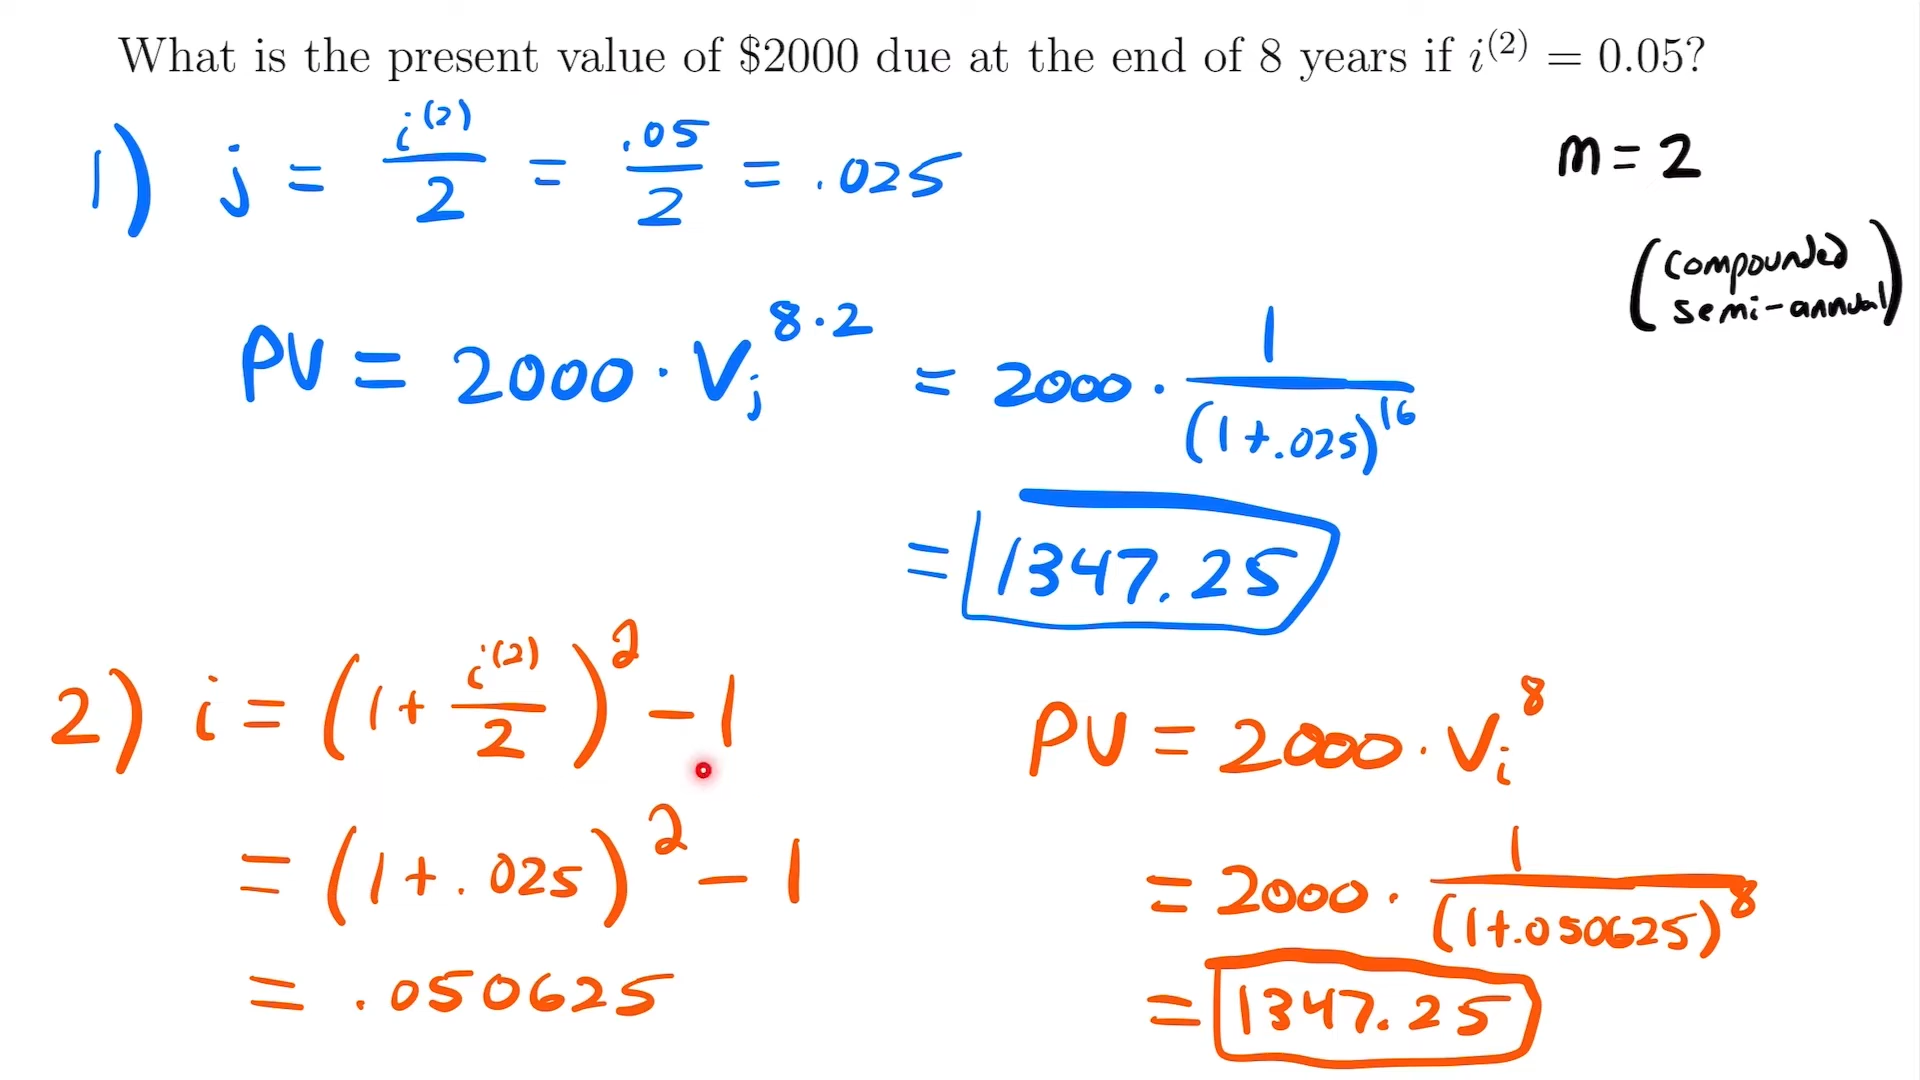 What is the present value of $2000 due at the end of 8 years if i^(2) = 0.05?
1) j = i^(2)/2 = .05/2 = .025
m = 2
(compounded semi-annual)
PV = 2000 · V_j^8·2 = 2000 · 1/(1+.025)^16
= 1347.25
2) i = (1 + i^(2)/2)^2 - 1
= (1 + .025)^2 - 1
= .050625
PV = 2000 · V_i^8
= 2000 · 1/(1+.050625)^8
= 1347.25